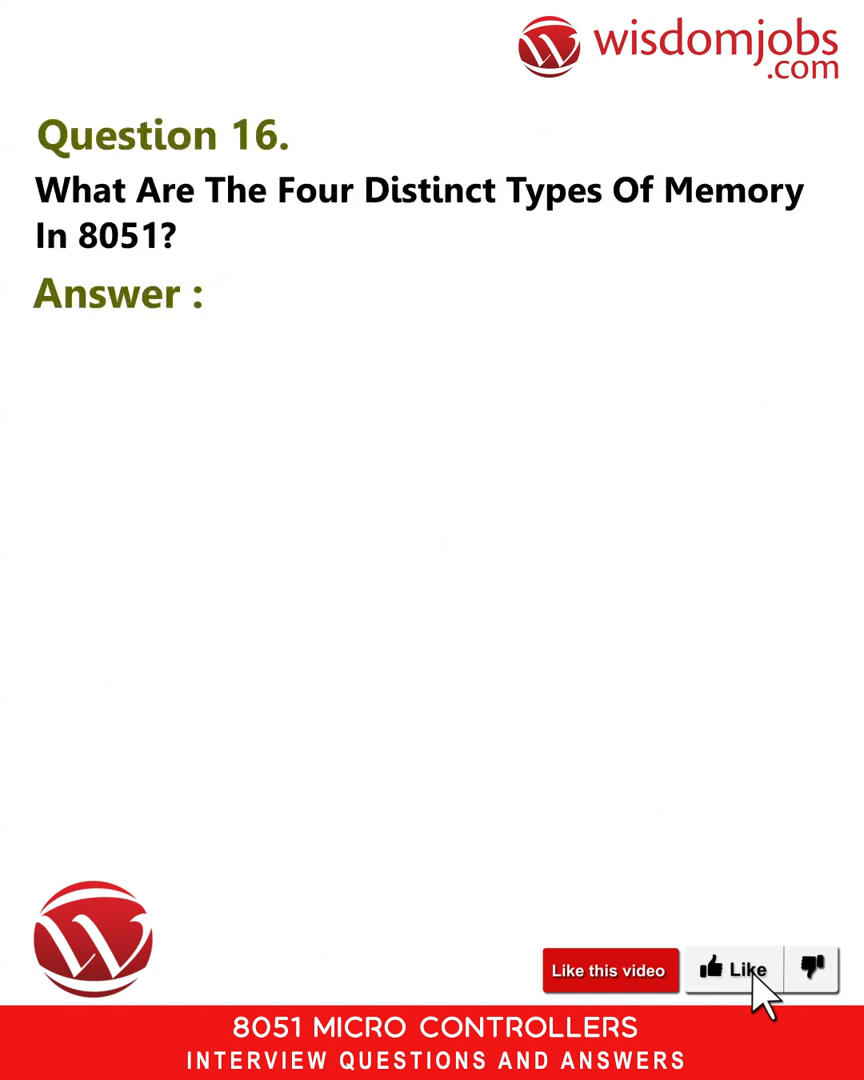 wisdomjobs
.com
Question 16.
What Are The Four Distinct Types Of Memory
In 8051?
Answer :
W
Like this video
Like
8051 MICRO CONTROLLERS
INTERVIEW QUESTIONS AND ANSWERS